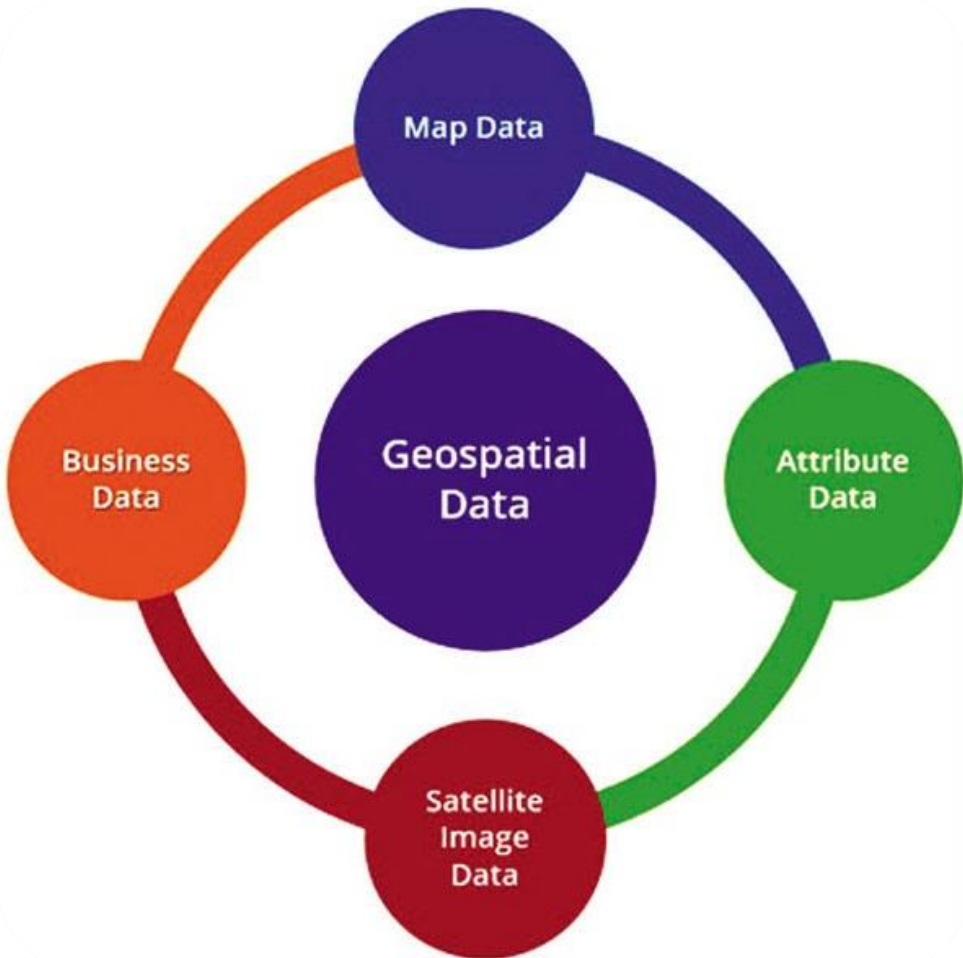 Map Data
Business
Data
Geospatial
Data
Attribute
Data
Satellite
Image
Data